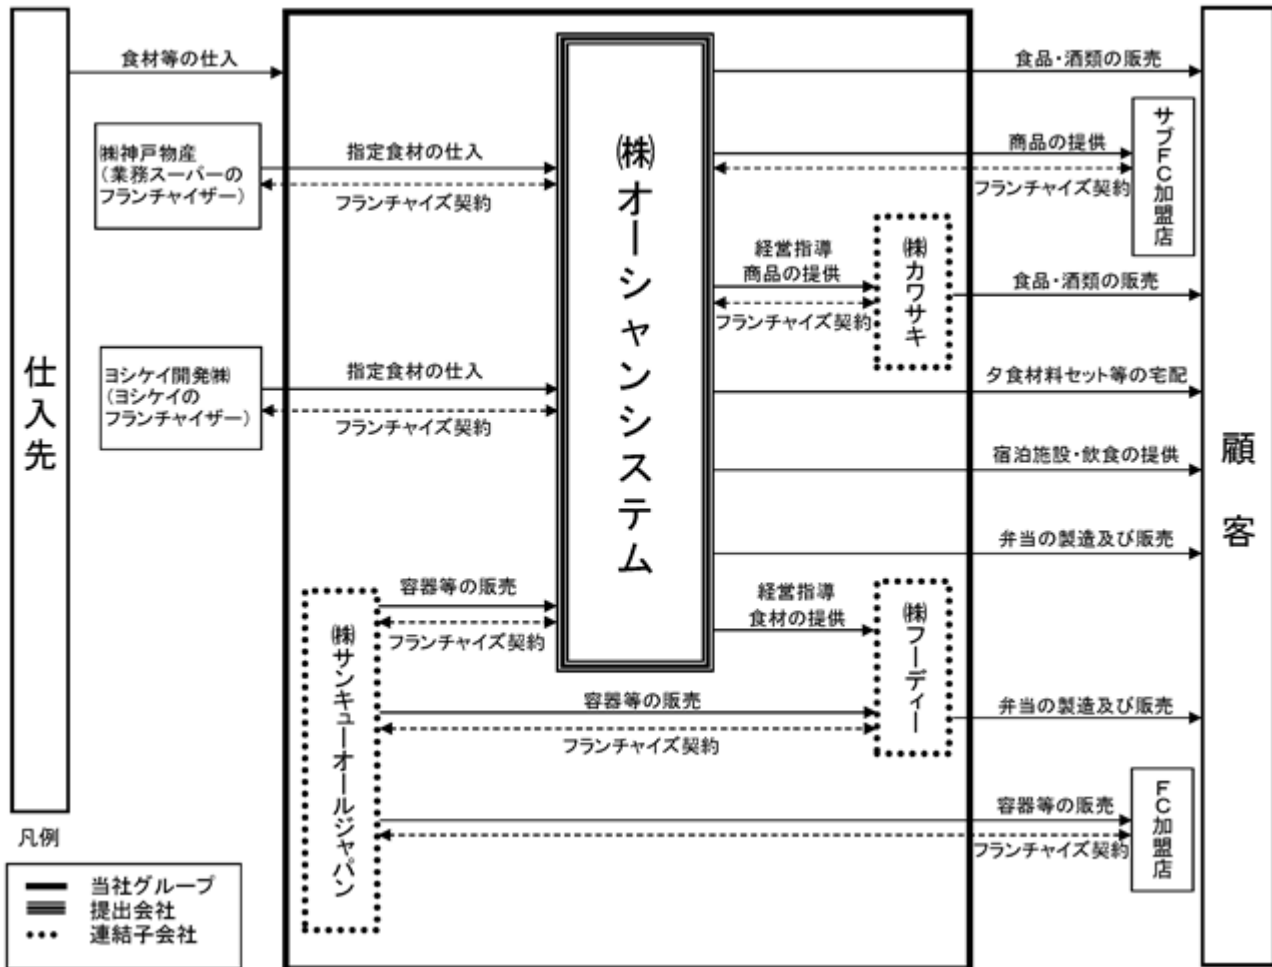 仕入先
食材等の仕入
㈱神戸物産
（業務スーパーの
フランチャイザー）
指定食材の仕入
フランチャイズ契約
ヨシケイ開発㈱
（ヨシケイの
フランチャイザー）
指定食材の仕入
フランチャイズ契約
㈱オーシャンシステム
食品・酒類の販売
商品の提供
フランチャイズ契約
サブFC加盟店
経営指導
商品の提供
フランチャイズ契約
㈱カワサキ
食品・酒類の販売
夕食材料セット等の宅配
宿泊施設・飲食の提供
弁当の製造及び販売
顧客
㈱サンキューオールジャパン
容器等の販売
フランチャイズ契約
経営指導
食材の提供
㈱フーディー
容器等の販売
フランチャイズ契約
弁当の製造及び販売
容器等の販売
フランチャイズ契約
FC加盟店
凡例
当社グループ
提出会社
連結子会社